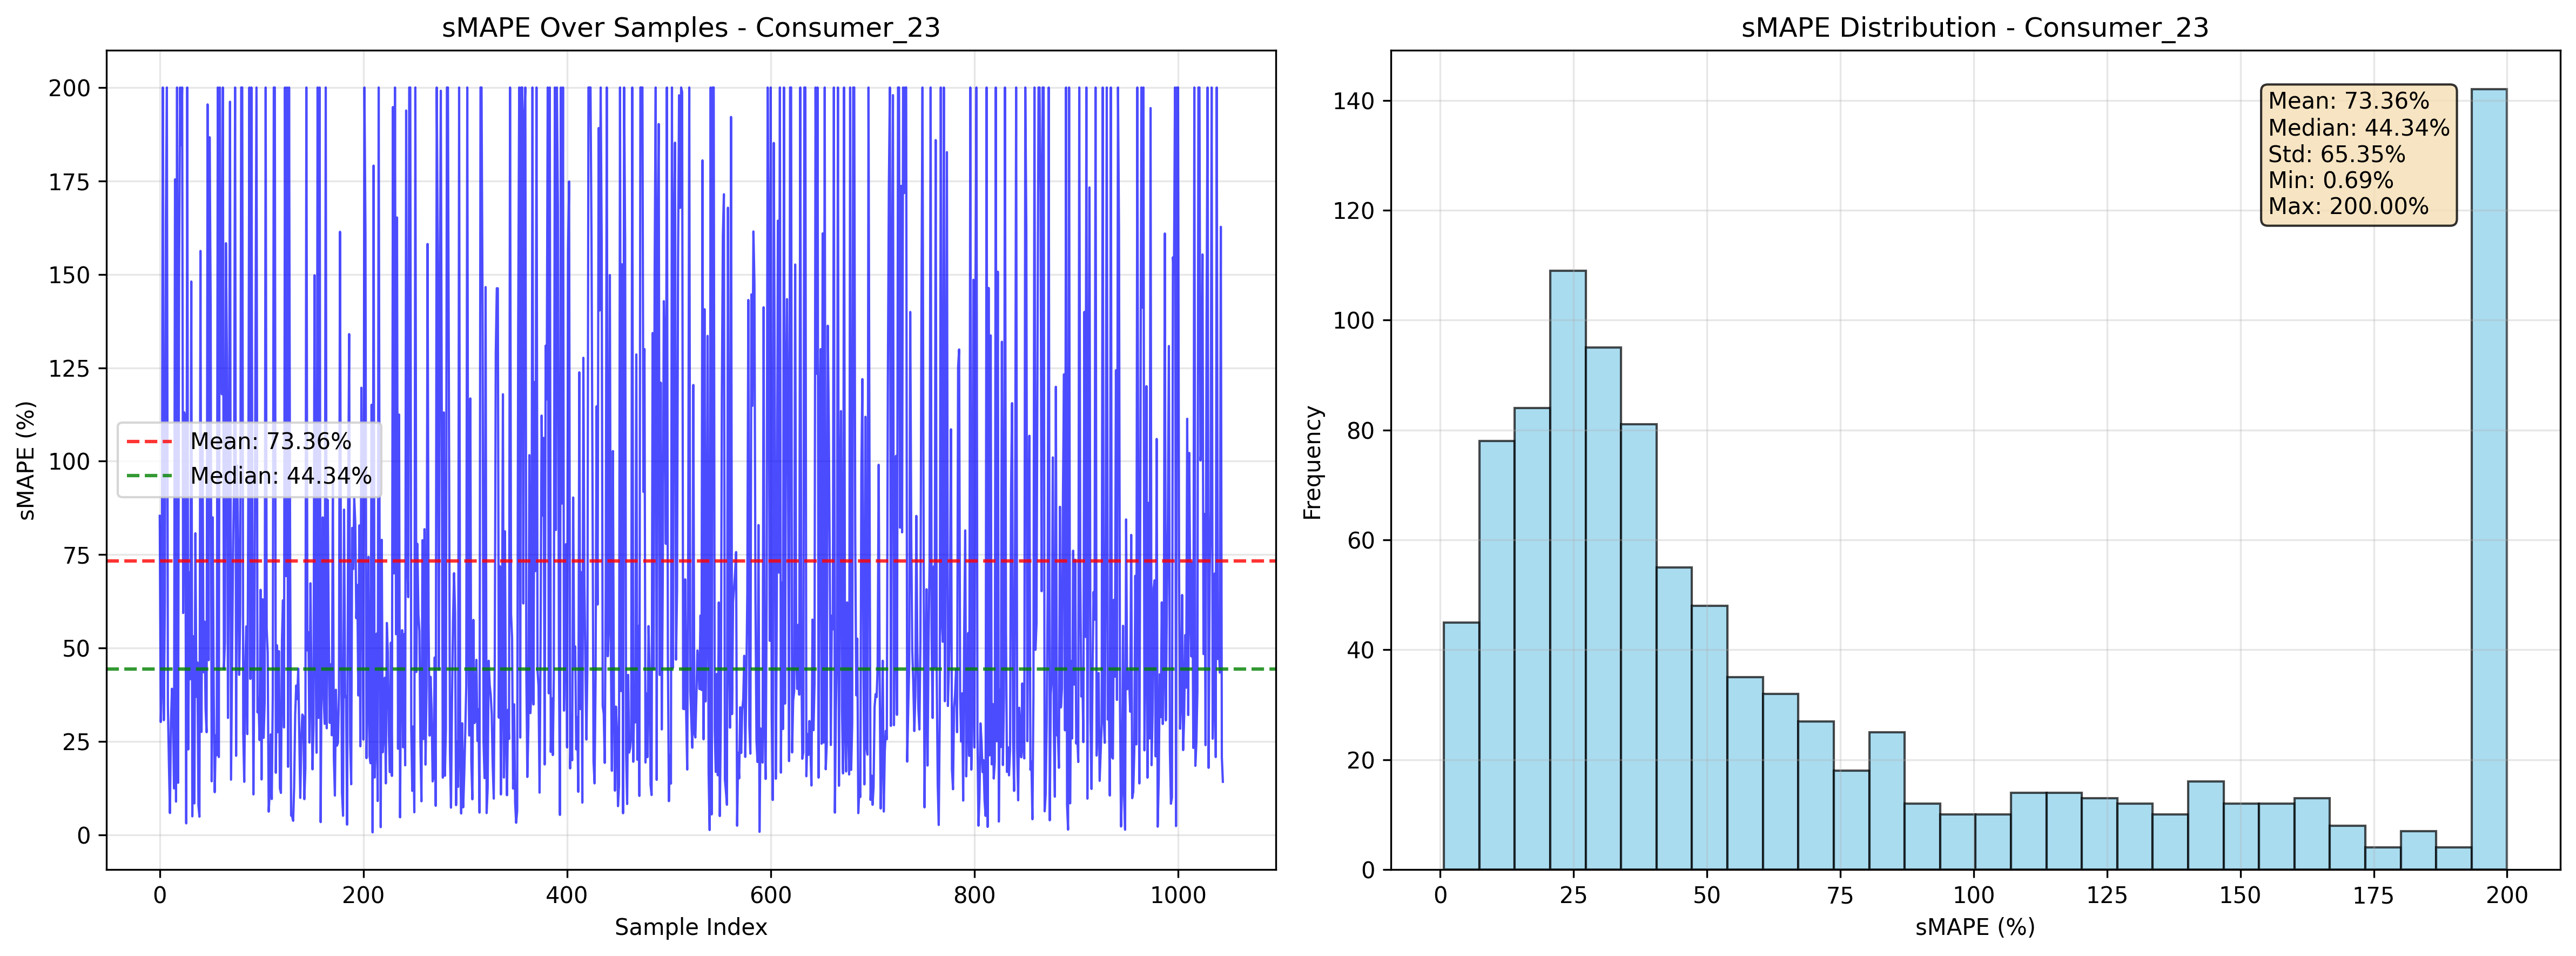 sMAPE Over Samples - Consumer_23
200
175
150
125
100
75
50
25
0
sMAPE (%)
Mean: 73.36%
Median: 44.34%
0
200
400
600
800
1000
Sample Index
sMAPE Distribution - Consumer_23
140
120
100
80
60
40
20
0
Frequency
Mean: 73.36%
Median: 44.34%
Std: 65.35%
Min: 0.69%
Max: 200.00%
0
25
50
75
100
125
150
175
200
sMAPE (%)